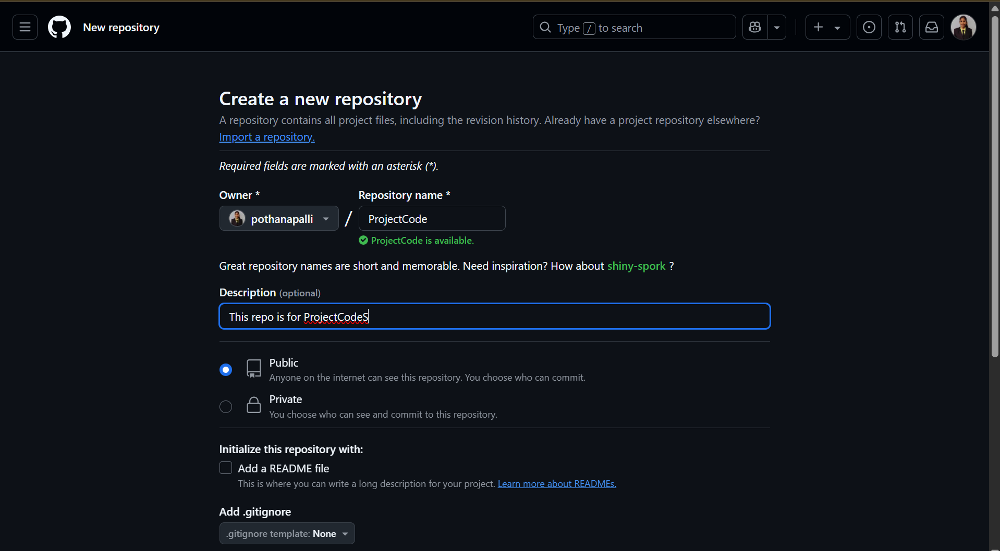 New repository
Type / to search
Create a new repository
A repository contains all project files, including the revision history. Already have a project repository elsewhere?
Import a repository.
Required fields are marked with an asterisk (*).
Owner * Repository name *
pothanapalli / ProjectCode
ProjectCode is available.
Great repository names are short and memorable. Need inspiration? How about shiny-spork ?
Description (optional)
This repo is for ProjectCodeS
Public
Anyone on the internet can see this repository. You choose who can commit.
Private
You choose who can see and commit to this repository.
Initialize this repository with:
Add a README file
This is where you can write a long description for your project. Learn more about READMEs.
Add .gitignore
.gitignore template: None